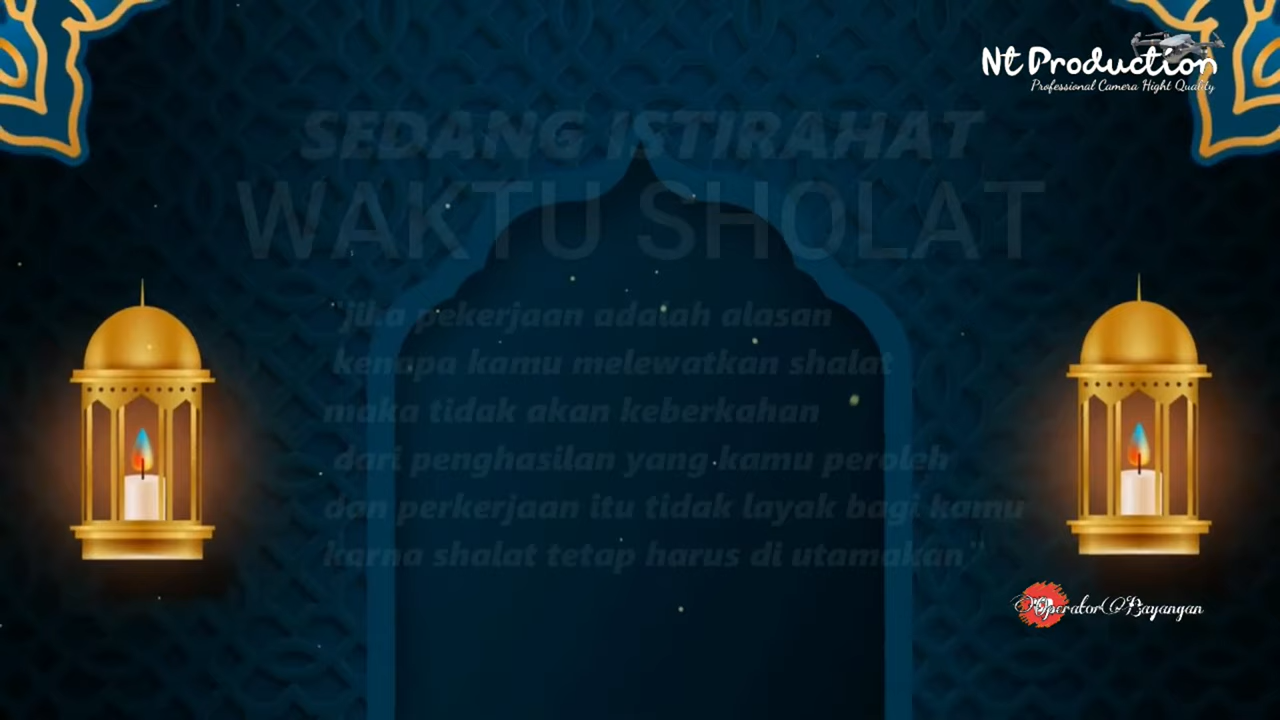 Nt Production
Professional Camera Hight Quality
SEDANG ISTIRAHAT
WAKTU SHOLAT
"jika pekerjaan adalah alasan
kenapa kamu melewatkan shalat
maka tidak akan keberkahan
dari penghasilan yang kamu peroleh
dan perkerjaan itu tidak layak bagi kamu
karna shalat tetap harus di utamakan"
Operator Bayangan